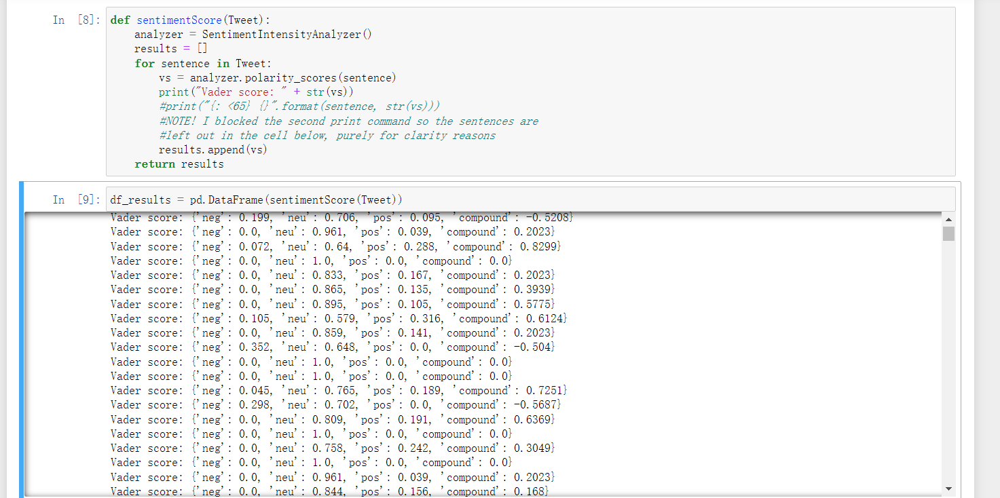 In [8]: def sentimentScore(Tweet):
analyzer = SentimentIntensityAnalyzer()
results = []
for sentence in Tweet:
vs = analyzer.polarity_scores(sentence)
print("Vader score: " + str(vs))
#print("{: <65} {}".format(sentence, str(vs)))
#NOTE! I blocked the second print command so the sentences are
#left out in the cell below, purely for clarity reasons
results.append(vs)
return results
In [9]: df_results = pd.DataFrame(sentimentScore(Tweet))
Vader score: {'neg': 0.199, 'neu': 0.706, 'pos': 0.095, 'compound': -0.5208}
Vader score: {'neg': 0.0, 'neu': 0.961, 'pos': 0.039, 'compound': 0.2023}
Vader score: {'neg': 0.072, 'neu': 0.64, 'pos': 0.288, 'compound': 0.8299}
Vader score: {'neg': 0.0, 'neu': 1.0, 'pos': 0.0, 'compound': 0.0}
Vader score: {'neg': 0.0, 'neu': 0.833, 'pos': 0.167, 'compound': 0.2023}
Vader score: {'neg': 0.0, 'neu': 0.865, 'pos': 0.135, 'compound': 0.3939}
Vader score: {'neg': 0.0, 'neu': 0.895, 'pos': 0.105, 'compound': 0.5775}
Vader score: {'neg': 0.105, 'neu': 0.579, 'pos': 0.316, 'compound': 0.6124}
Vader score: {'neg': 0.0, 'neu': 0.859, 'pos': 0.141, 'compound': 0.2023}
Vader score: {'neg': 0.352, 'neu': 0.648, 'pos': 0.0, 'compound': -0.504}
Vader score: {'neg': 0.0, 'neu': 1.0, 'pos': 0.0, 'compound': 0.0}
Vader score: {'neg': 0.0, 'neu': 1.0, 'pos': 0.0, 'compound': 0.0}
Vader score: {'neg': 0.045, 'neu': 0.765, 'pos': 0.189, 'compound': 0.7251}
Vader score: {'neg': 0.298, 'neu': 0.702, 'pos': 0.0, 'compound': -0.5687}
Vader score: {'neg': 0.0, 'neu': 0.809, 'pos': 0.191, 'compound': 0.6369}
Vader score: {'neg': 0.0, 'neu': 1.0, 'pos': 0.0, 'compound': 0.0}
Vader score: {'neg': 0.0, 'neu': 0.758, 'pos': 0.242, 'compound': 0.3049}
Vader score: {'neg': 0.0, 'neu': 1.0, 'pos': 0.0, 'compound': 0.0}
Vader score: {'neg': 0.0, 'neu': 0.961, 'pos': 0.039, 'compound': 0.2023}
Vader score: {'neg': 0.0, 'neu': 0.844, 'pos': 0.156, 'compound': 0.168}